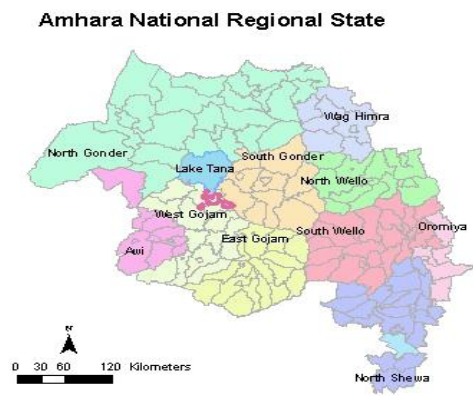 Amhara National Regional State
Wag Himra
North Gonder
South Gonder
Lake Tana
North Wello
West Gojam
Oromiya
East Gojam
South Wello
Awi
N
0 30 60 120 Kilometers
North Shewa